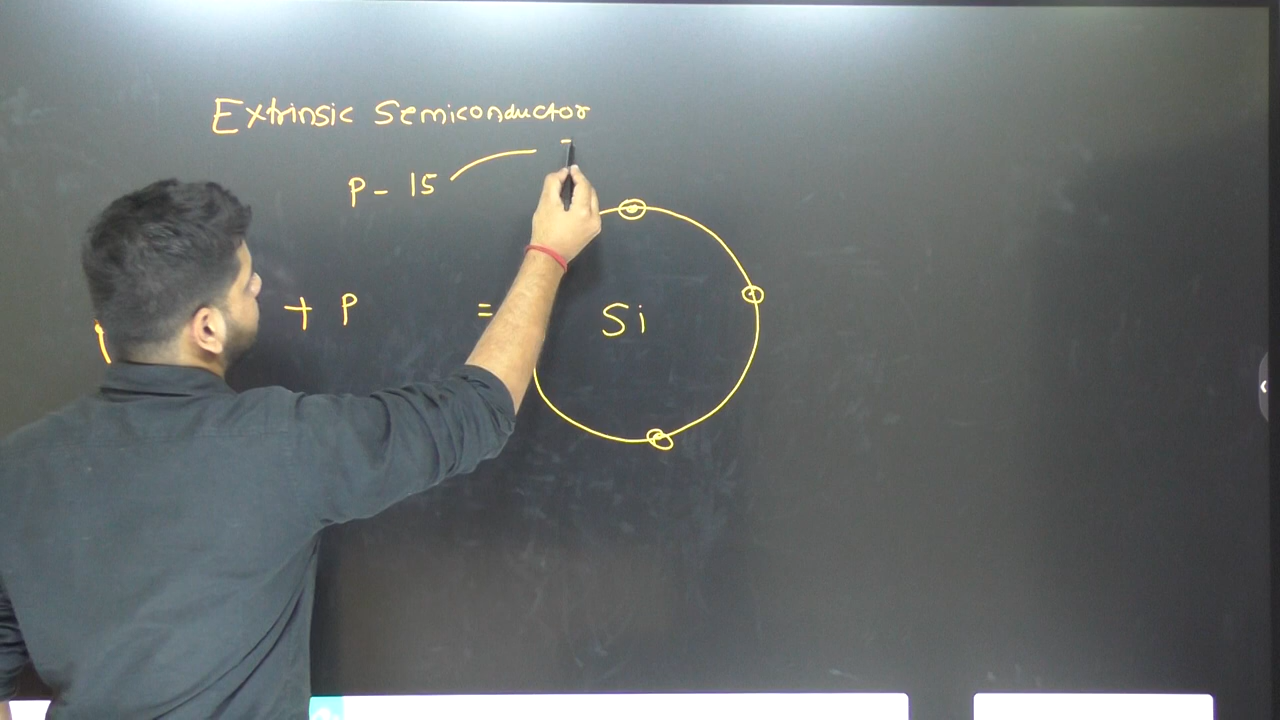 Extrinsic Semiconductor
P - 15
+ P =
Si